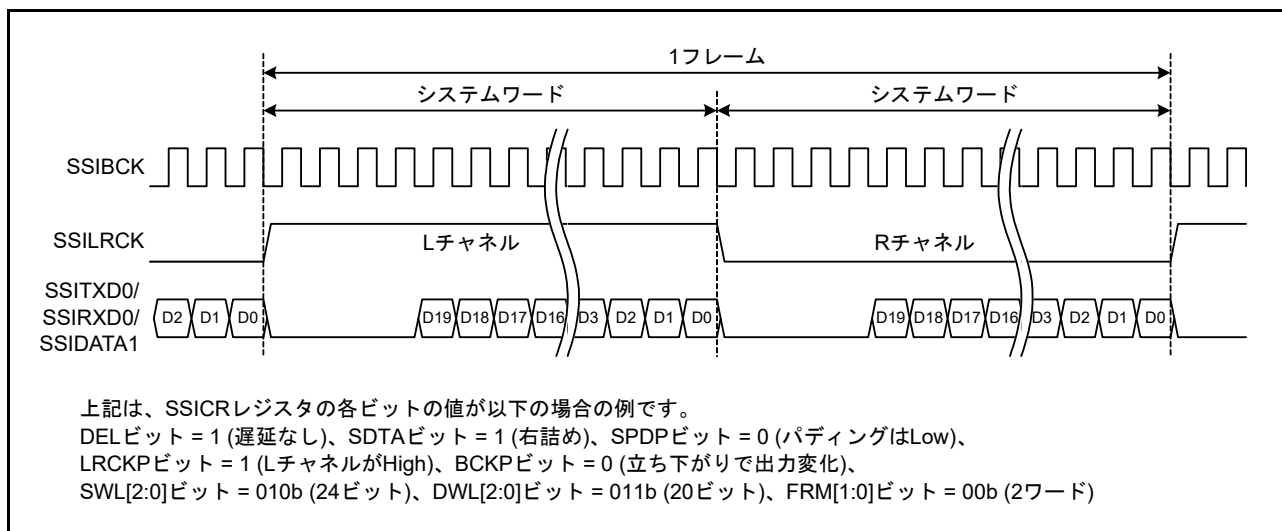 1フレーム
システムワード
システムワード
SSIBCK
SSILRCK
Lチャネル
Rチャネル
SSITXD0/
SSIRXD0/
SSIDATA1
D2 D1 D0 D19 D18 D17 D16 D3 D2 D1 D0 D19 D18 D17 D16 D3 D2 D1 D0
上記は、SSICRレジスタの各ビットの値が以下の場合の例です。
DELビット = 1 (遅延なし)、SDTAビット = 1 (右詰め)、SPDPビット = 0 (パディングはLow)、
LRCKPビット = 1 (LチャネルがHigh)、BCKPビット = 0 (立ち下がりで出力変化)、
SWL[2:0]ビット = 010b (24ビット)、DWL[2:0]ビット = 011b (20ビット)、FRM[1:0]ビット = 00b (2ワード)